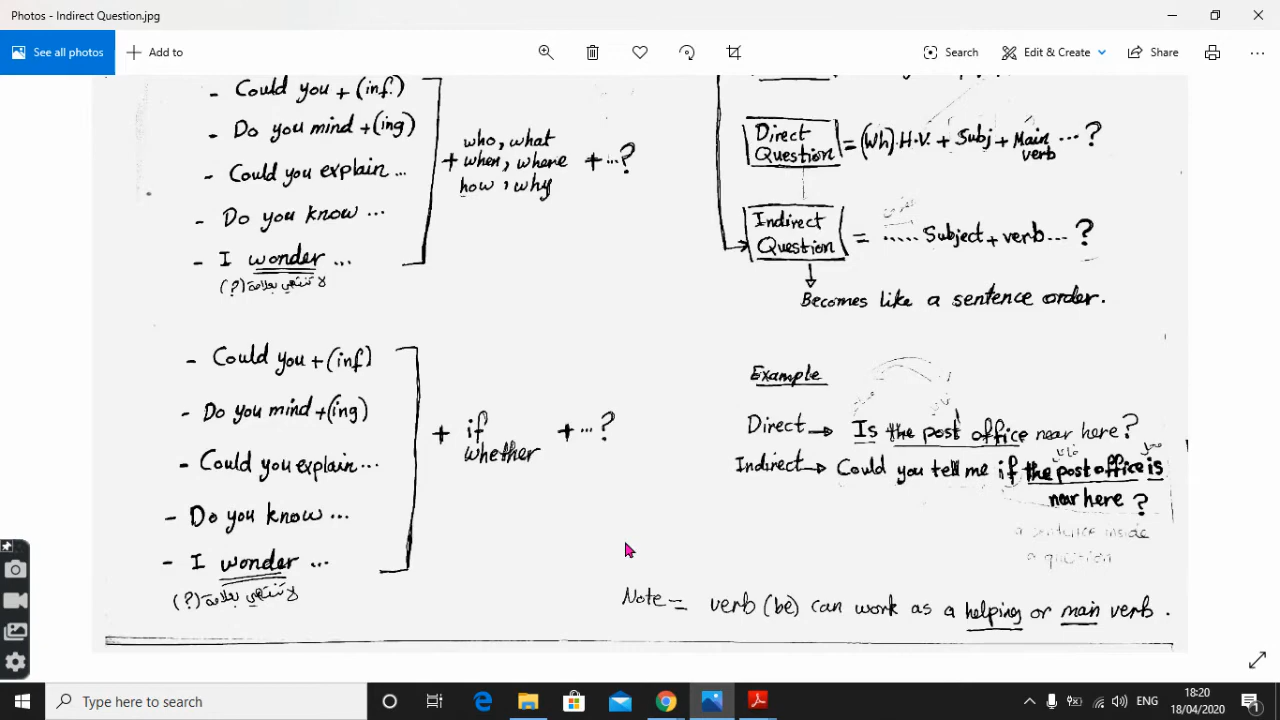 Photos - Indirect Question.jpg
See all photos
Add to
Search
Edit & Create
Share
- Could you + (inf.)
- Do you mind + (ing)
- Could you explain ...
- Do you know ...
- I wonder ...
لا تنتهي بعلامة (?)
+ who, what
when, where
how, why
+ ...?
Direct Question = (Wh). H.V. + Subj + Main verb ... ?
Indirect Question = ..... Subject + verb ... ?
Becomes like a sentence order.
- Could you + (inf)
- Do you mind + (ing)
- Could you explain ...
- Do you know ...
- I wonder ...
لا تنتهي بعلامة (?)
+ if
whether
+ ... ?
Example
Direct → Is the post office near here?
Indirect → Could you tell me if the post office is
near here ?
a sentence inside
a question
Note = verb (be) can work as a helping or main verb.
Type here to search
ENG
18:20
18/04/2020
1